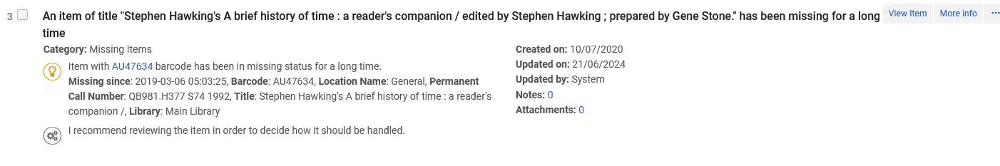 3 An item of title "Stephen Hawking's A brief history of time : a reader's companion / edited by Stephen Hawking ; prepared by Gene Stone." has been missing for a long
time
View Item More info ...
Category: Missing Items
Item with AU47634 barcode has been in missing status for a long time.
Missing since: 2019-03-06 05:03:25, Barcode: AU47634, Location Name: General, Permanent
Call Number: QB981.H377 S74 1992, Title: Stephen Hawking's A brief history of time : a reader's
companion /, Library: Main Library
I recommend reviewing the item in order to decide how it should be handled.
Created on: 10/07/2020
Updated on: 21/06/2024
Updated by: System
Notes: 0
Attachments: 0